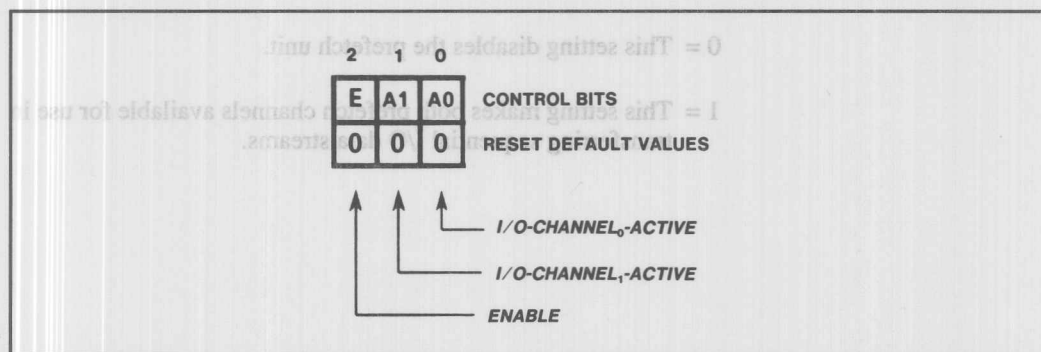 0 = This setting disables the prefetch unit.
2 1 0
E A1 A0 CONTROL BITS
1 = This setting makes both prefetch channels available for use in
0 0 0 RESET DEFAULT VALUES
data streams.
I/O-CHANNEL₀-ACTIVE
I/O-CHANNEL₁-ACTIVE
ENABLE